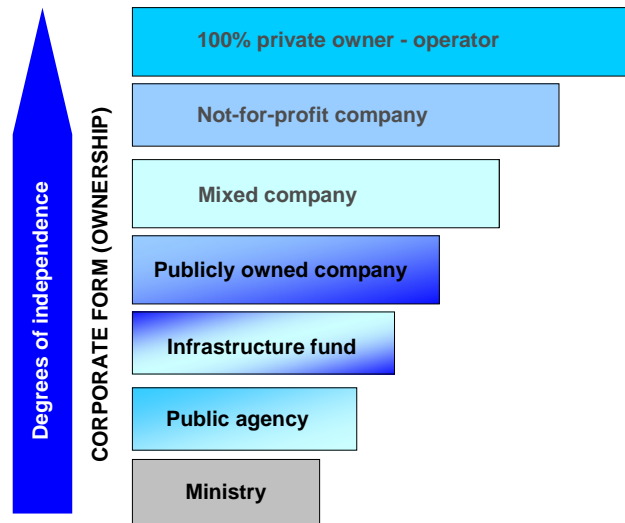 Degrees of independence
CORPORATE FORM (OWNERSHIP)
100% private owner - operator
Not-for-profit company
Mixed company
Publicly owned company
Infrastructure fund
Public agency
Ministry